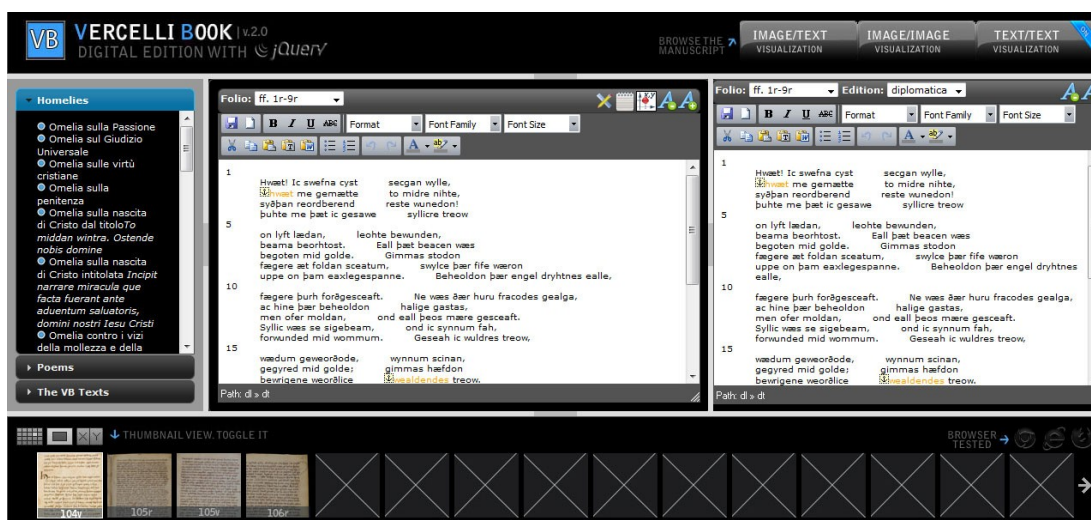 VB
VERCELLI BOOK | v.2.0
DIGITAL EDITION WITH jQuery
BROWSE THE
MANUSCRIPT
IMAGE/TEXT
VISUALIZATION
IMAGE/IMAGE
VISUALIZATION
TEXT/TEXT
VISUALIZATION
ON
Homelies
Omelia sulla Passione
Omelia sul Giudizio
Universale
Omelia sulle virtù
cristiane
Omelia sulla
penitenza
Omelia sulla nascita
di Cristo dal titoloTo
middan wintra. Ostende
nobis domine
Omelia sulla nascita
di Cristo intitolata Incipit
narrare miracula que
facta fuerant ante
aduentum saluatoris,
domini nostri Iesu Cristi
Omelia contro i vizi
della mollezza e della
Poems
The VB Texts
Folio: ff. 1r-9r
B I U ABC Format Font Family Font Size
1
Hwæt! Ic swefna cyst secgan wylle,
hwæt me gemætte to midre nihte,
syðþan reordberend reste wunedon!
þuhte me þæt ic gesawe syllicre treow
5
on lyft lædan, leohte bewunden,
beama beorhtost. Eall þæt beacen wæs
begoten mid golde. Gimmas stodon
fægere æt foldan sceatum, swylce þær fife wæron
uppe on þam eaxlegespanne. Beheoldon þær engel dryhtnes ealle,
10
fægere þurh forðgesceaft. Ne wæs ðær huru fracodes gealga,
ac hine þær beheoldon halige gastas,
men ofer moldan, ond eall þeos mære gesceaft.
Syllic wæs se sigebeam, ond ic synnum fah,
forwunded mid wommum. Geseah ic wuldres treow,
15
wædum geweorðode, wynnum scinan,
gegyred mid golde; gimmas hæfdon
bewrigene weorðlice wealdendes treow.
Path: dl » dt
Folio: ff. 1r-9r Edition: diplomatica
B I U ABC Format Font Family Font Size
1
Hwæt! Ic swefna cyst secgan wylle,
hwæt me gemætte to midre nihte,
syðþan reordberend reste wunedon!
þuhte me þæt ic gesawe syllicre treow
5
on lyft lædan, leohte bewunden,
beama beorhtost. Eall þæt beacen wæs
begoten mid golde. Gimmas stodon
fægere æt foldan sceatum, swylce þær fife wæron
uppe on þam eaxlegespanne. Beheoldon þær engel dryhtnes
ealle,
10
fægere þurh forðgesceaft. Ne wæs ðær huru fracodes gealga,
ac hine þær beheoldon halige gastas,
men ofer moldan, ond eall þeos mære gesceaft.
Syllic wæs se sigebeam, ond ic synnum fah,
forwunded mid wommum. Geseah ic wuldres treow,
15
wædum geweorðode, wynnum scinan,
gegyred mid golde; gimmas hæfdon
bewrigene weorðlice wealdendes treow.
Path: dl » dt
X Y THUMBNAIL VIEW. TOGGLE IT
BROWSER
TESTED
104v 105r 105v 106r